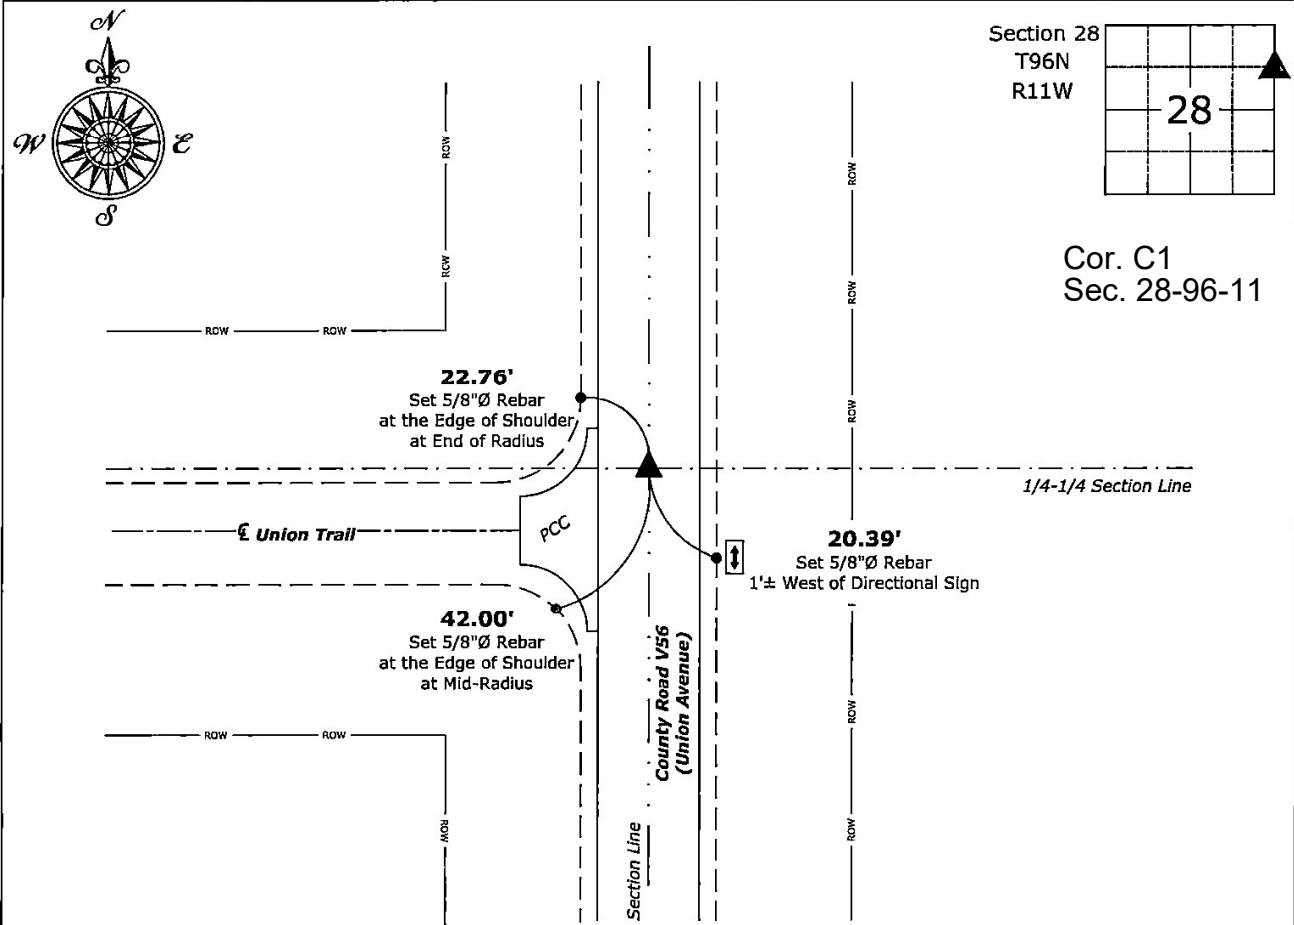 N
W
E
S
Section 28
T96N
R11W
28
Cor. C1
Sec. 28-96-11
ROW
ROW
ROW
ROW
ROW
ROW
ROW
22.76'
Set 5/8"Ø Rebar
at the Edge of Shoulder
at End of Radius
1/4-1/4 Section Line
℄ Union Trail
PCC
20.39'
Set 5/8"Ø Rebar
1'± West of Directional Sign
42.00'
Set 5/8"Ø Rebar
at the Edge of Shoulder
at Mid-Radius
County Road V56
(Union Avenue)
ROW
ROW
ROW
ROW
ROW
Section Line